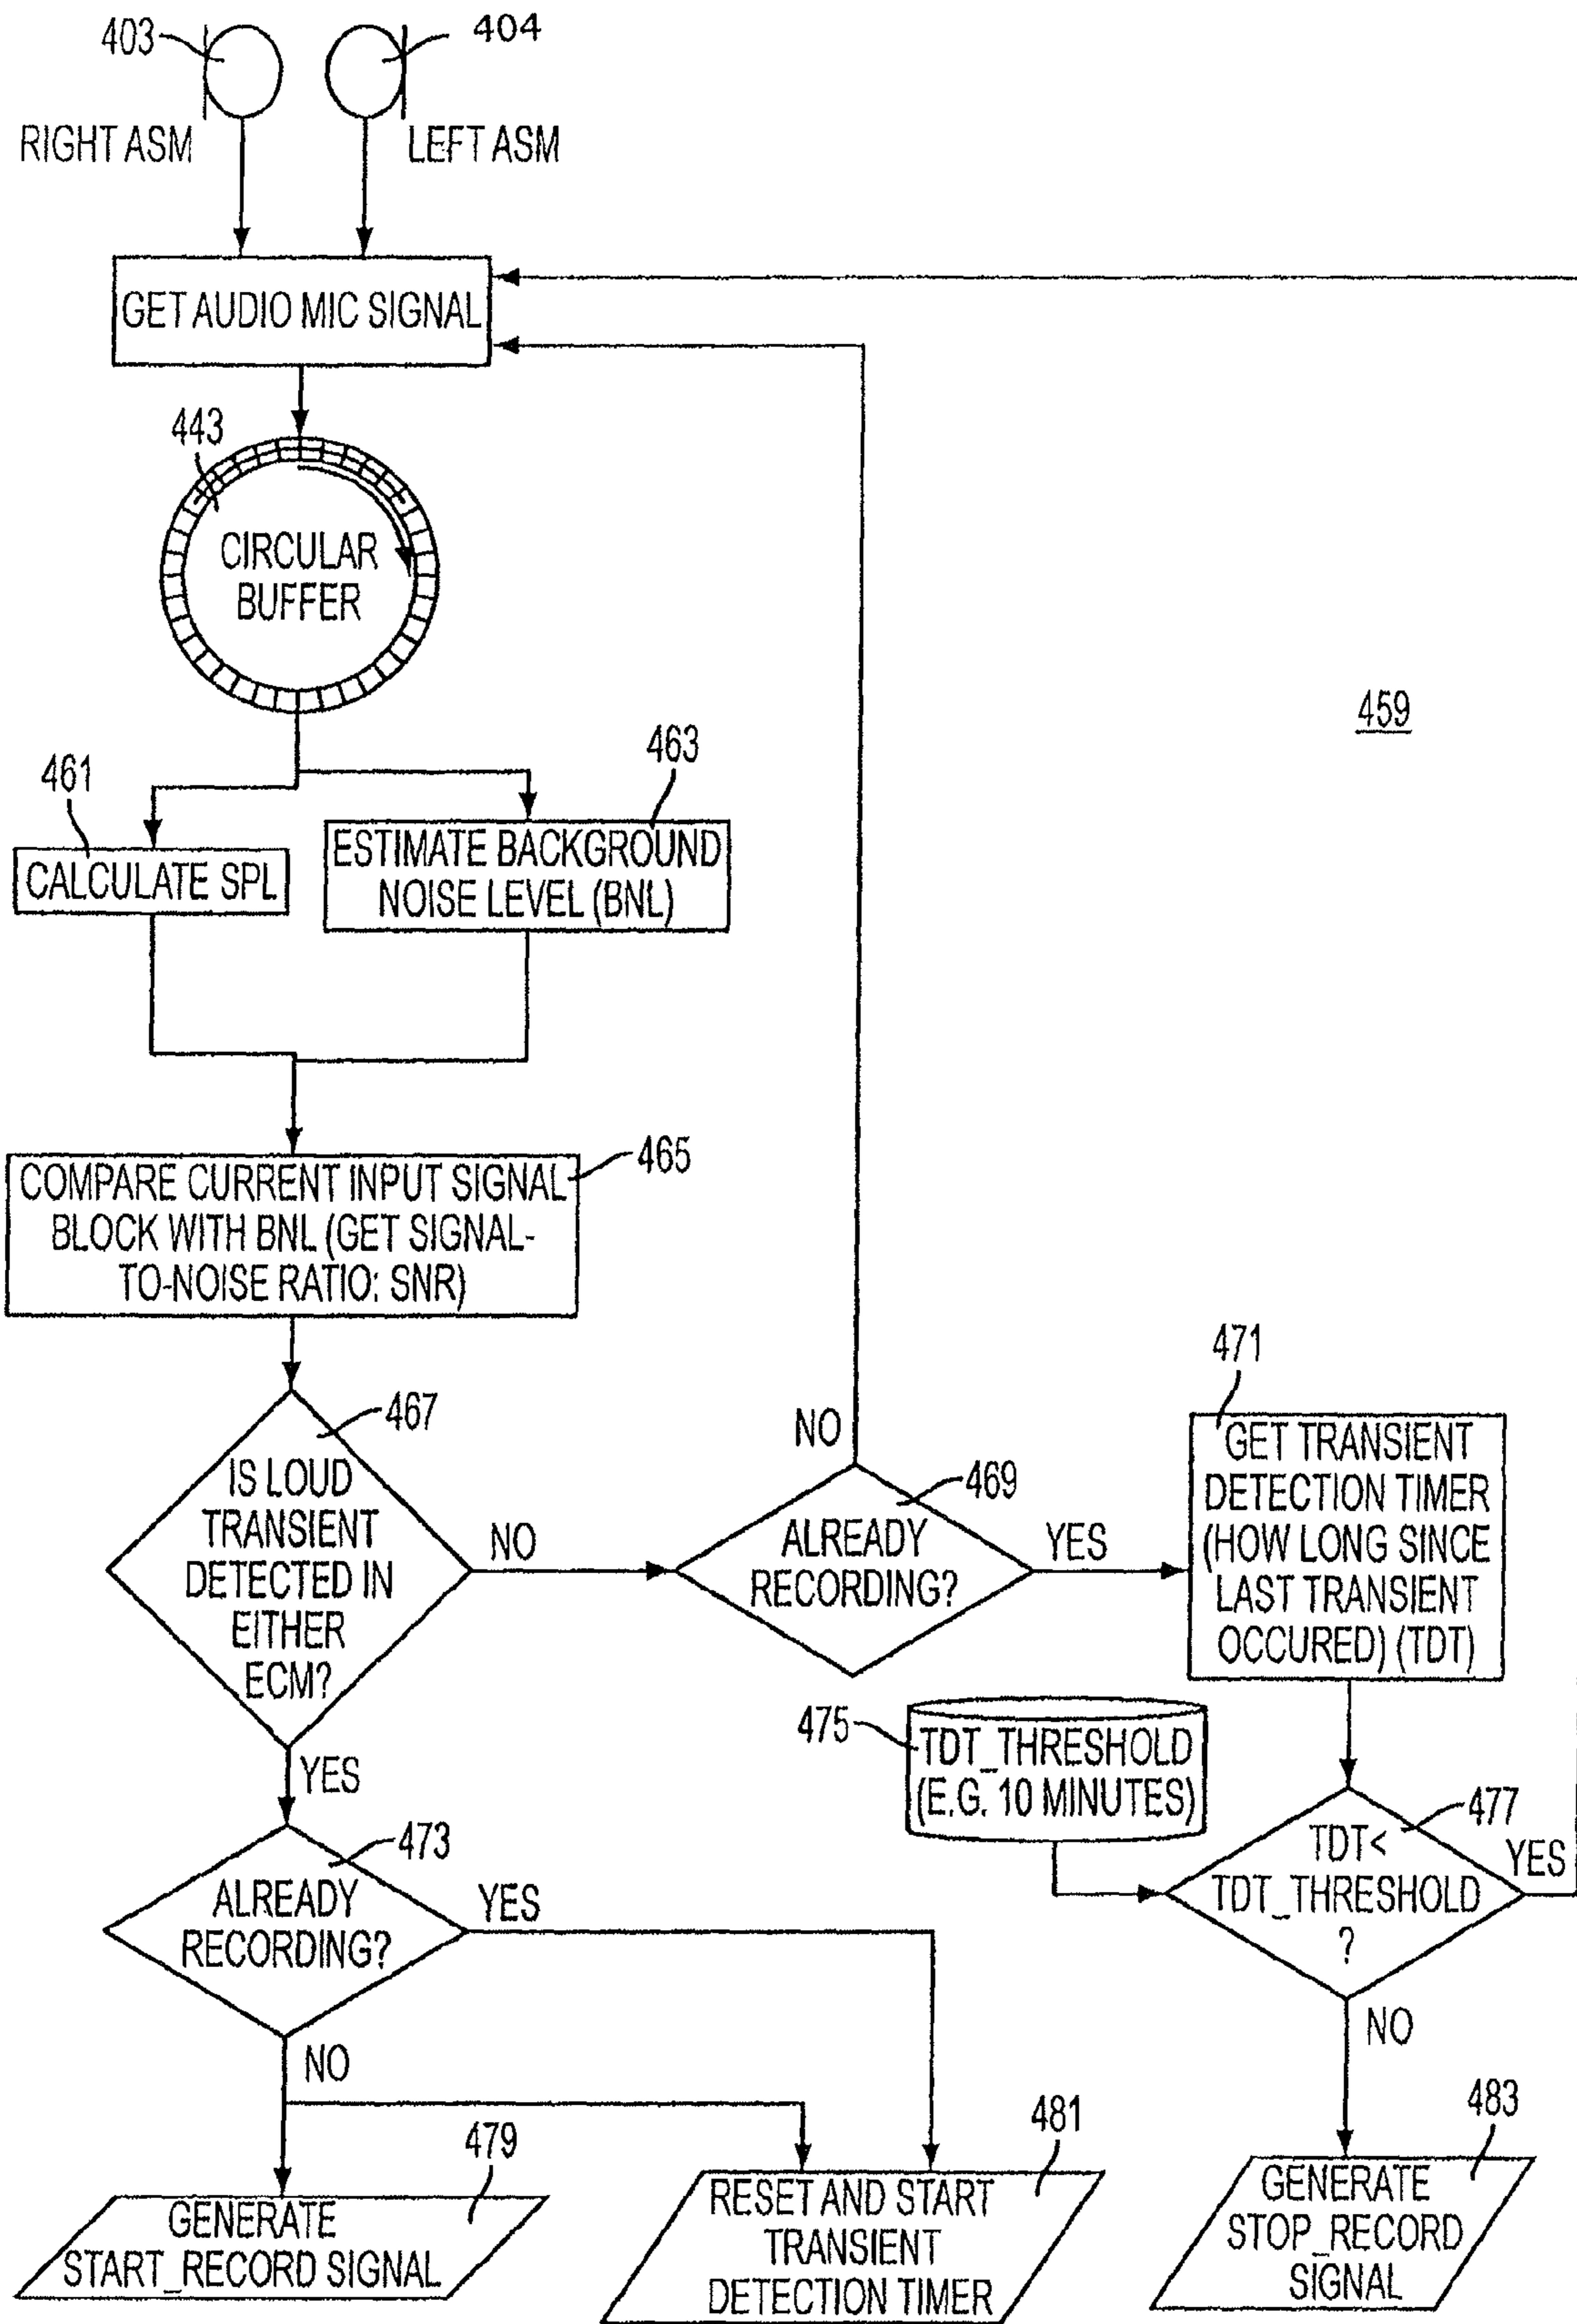 403
404
RIGHT ASM
LEFT ASM
GET AUDIO MIC SIGNAL
443
CIRCULAR
BUFFER
459
461
463
CALCULATE SPL
ESTIMATE BACKGROUND
NOISE LEVEL (BNL)
465
COMPARE CURRENT INPUT SIGNAL
BLOCK WITH BNL (GET SIGNAL-
TO-NOISE RATIO: SNR)
467
IS LOUD
TRANSIENT
DETECTED IN
EITHER
ECM?
NO
YES
469
ALREADY
RECORDING?
NO
YES
471
GET TRANSIENT
DETECTION TIMER
(HOW LONG SINCE
LAST TRANSIENT
OCCURED) (TDT)
475
TDT_THRESHOLD
(E.G. 10 MINUTES)
477
TDT<
TDT_THRESHOLD
?
YES
NO
473
ALREADY
RECORDING?
YES
NO
479
GENERATE
START_RECORD SIGNAL
481
RESET AND START
TRANSIENT
DETECTION TIMER
483
GENERATE
STOP_RECORD
SIGNAL